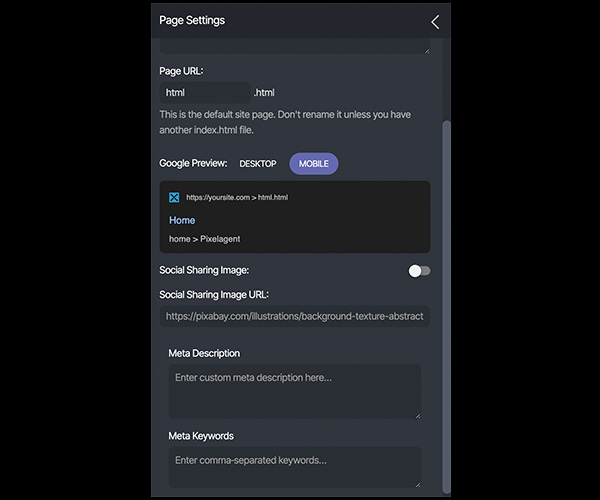 Page Settings
Page URL:
html .html
This is the default site page. Don't rename it unless you have
another index.html file.
Google Preview: DESKTOP MOBILE
https://yoursite.com > html.html
Home
home > Pixelagent
Social Sharing Image:
Social Sharing Image URL:
https://pixabay.com/illustrations/background-texture-abstract
Meta Description
Enter custom meta description here...
Meta Keywords
Enter comma-separated keywords...